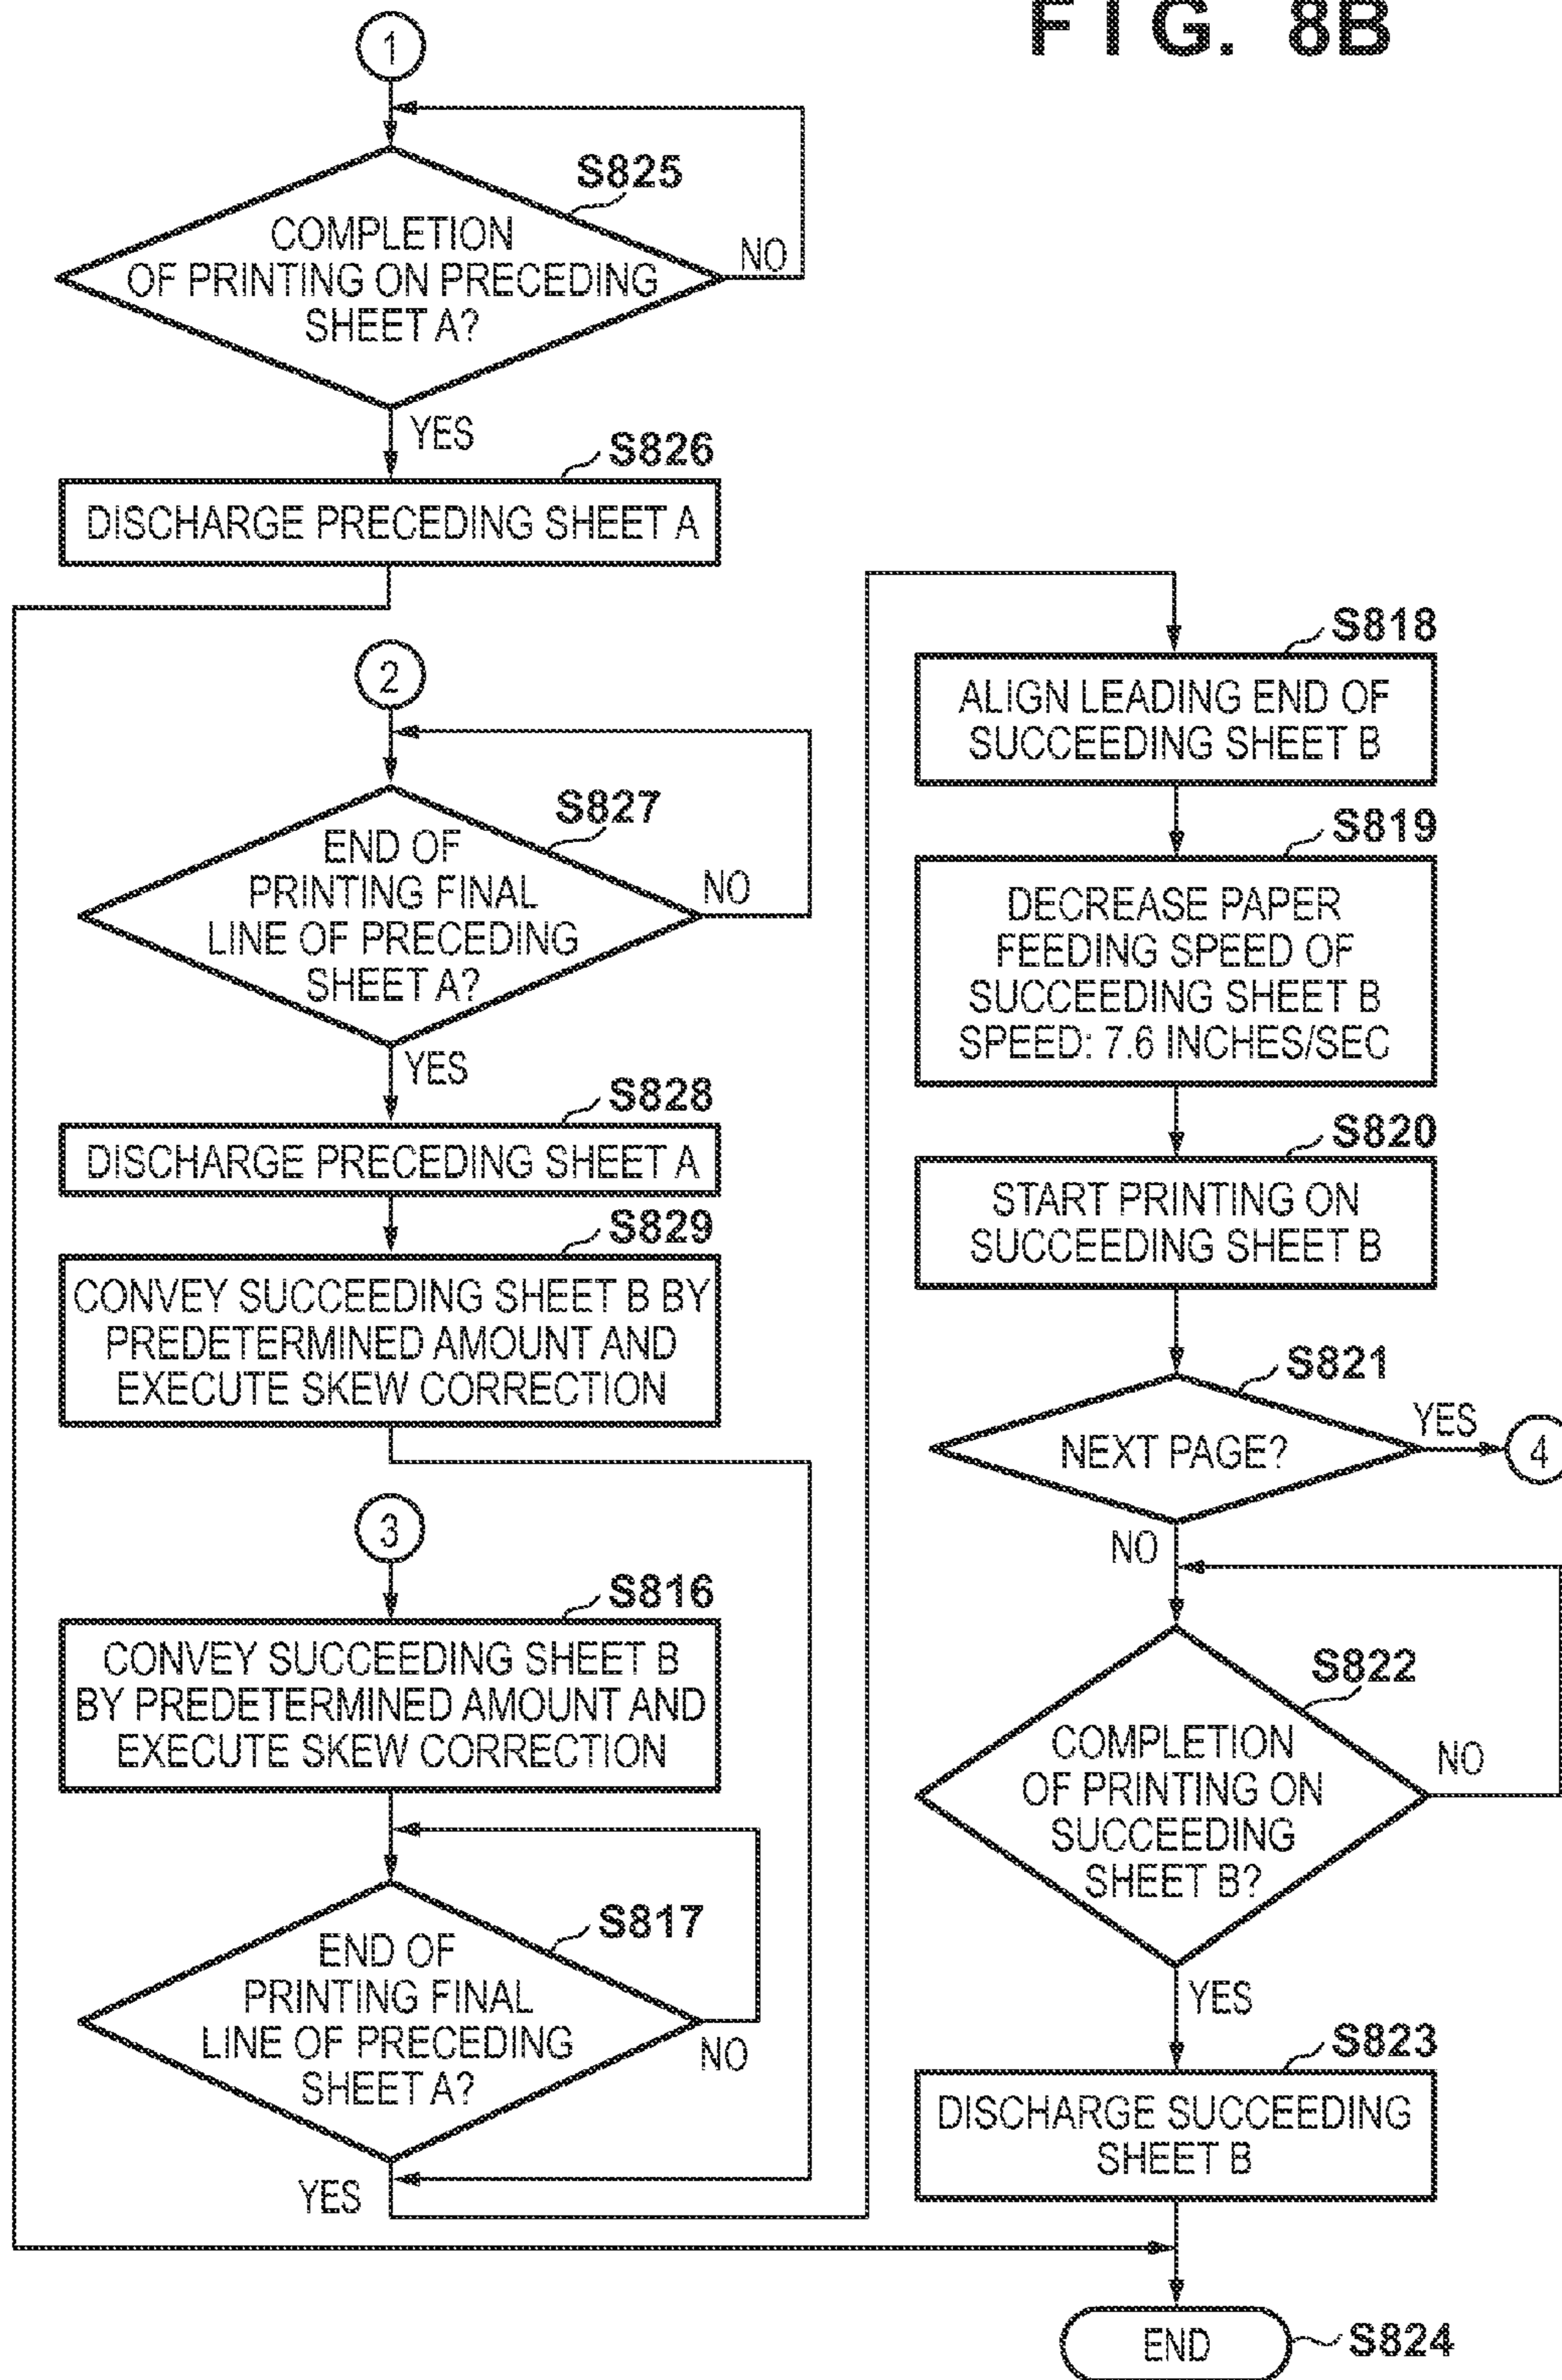 FIG. 8B
1
S825
COMPLETION
OF PRINTING ON PRECEDING
SHEET A?
NO
YES
S826
DISCHARGE PRECEDING SHEET A
2
S827
END OF
PRINTING FINAL
LINE OF PRECEDING
SHEET A?
NO
YES
S828
DISCHARGE PRECEDING SHEET A
S829
CONVEY SUCCEEDING SHEET B BY
PREDETERMINED AMOUNT AND
EXECUTE SKEW CORRECTION
3
S816
CONVEY SUCCEEDING SHEET B
BY PREDETERMINED AMOUNT AND
EXECUTE SKEW CORRECTION
S817
END OF
PRINTING FINAL
LINE OF PRECEDING
SHEET A?
NO
YES
S818
ALIGN LEADING END OF
SUCCEEDING SHEET B
S819
DECREASE PAPER
FEEDING SPEED OF
SUCCEEDING SHEET B
SPEED: 7.6 INCHES/SEC
S820
START PRINTING ON
SUCCEEDING SHEET B
S821
NEXT PAGE?
YES
4
NO
S822
COMPLETION
OF PRINTING ON
SUCCEEDING
SHEET B?
NO
YES
S823
DISCHARGE SUCCEEDING
SHEET B
END
S824